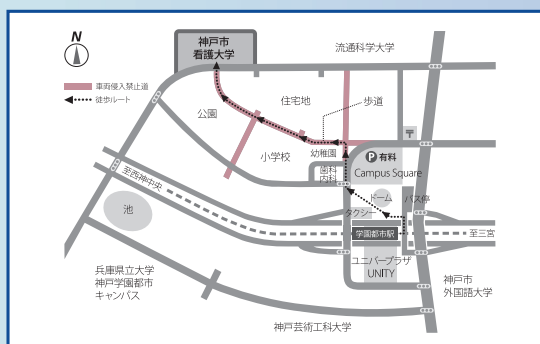 N
車両侵入禁止道
徒歩ルート
神戸市
看護大学
流通科学大学
住宅地
歩道
公園
小学校
幼稚園
歯科
内科
〒
P 有料
Campus Square
ドーム
バス停
タクシー
至西神中央
池
学園都市駅
至三宮
ユニバープラザ
UNITY
兵庫県立大学
神戸学園都市
キャンパス
神戸市
外国語大学
神戸芸術工科大学